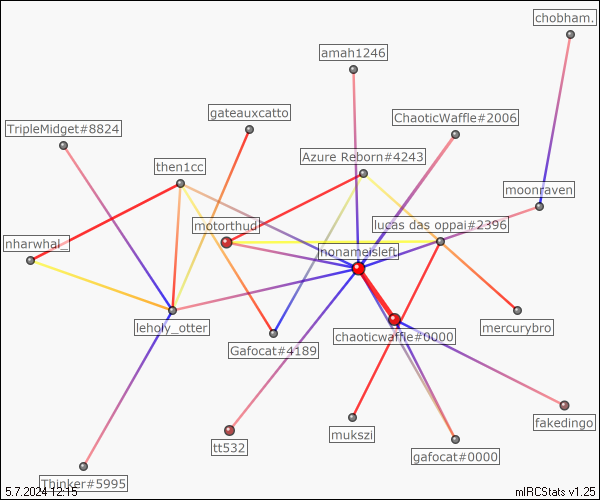 chobham.
amah1246
gateauxcatto
ChaoticWaffle#2006
TripleMidget#8824
Azure Reborn#4243
then1cc
moonraven
motorthud
lucas das oppai#2396
nharwhal_
nonameisleft
leholy_otter
mercurybro
chaoticwaffle#0000
Gafocat#4189
fakedingo
mukszi
tt532
gafocat#0000
Thinker#5995
5.7.2024 12:15
mIRCStats v1.25